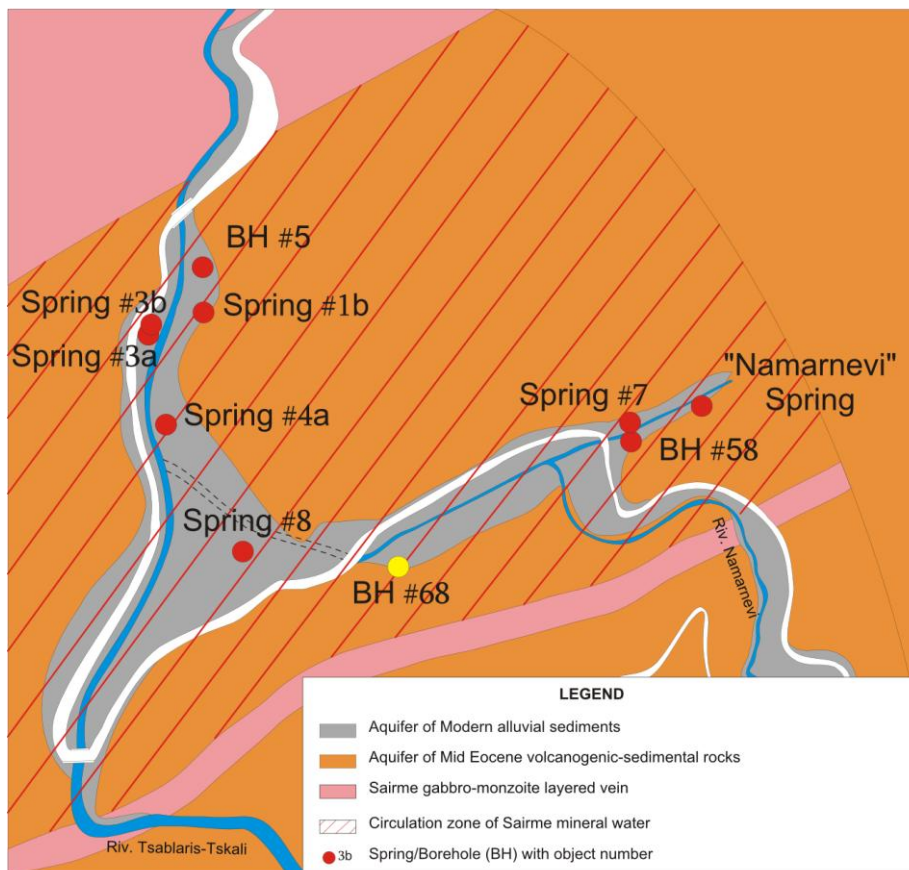 BH #5
Spring #3b
Spring #1b
Spring #3a
"Namarnevi"
Spring
Spring #7
Spring #4a
BH #58
Spring #8
BH #68
Riv. Namarnevi
LEGEND
Aquifer of Modern alluvial sediments
Aquifer of Mid Eocene volcanogenic-sedimental rocks
Sairme gabbro-monzoite layered vein
Circulation zone of Sairme mineral water
3b Spring/Borehole (BH) with object number
Riv. Tsablaris-Tskali